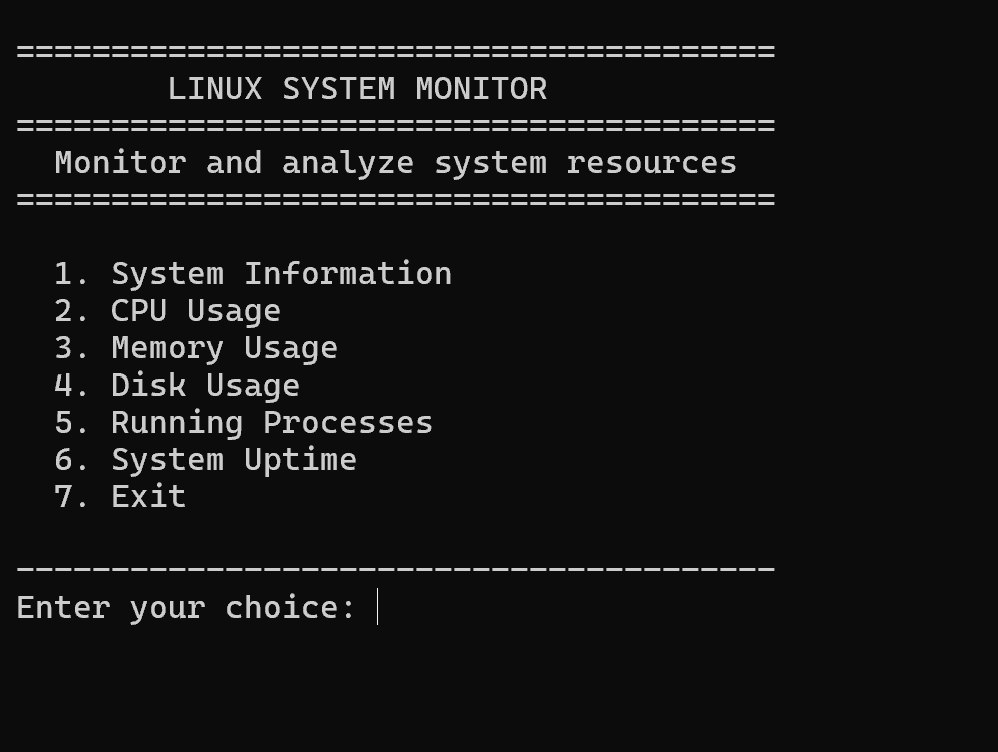 ========================================
        LINUX SYSTEM MONITOR
========================================
  Monitor and analyze system resources
========================================
  1. System Information
  2. CPU Usage
  3. Memory Usage
  4. Disk Usage
  5. Running Processes
  6. System Uptime
  7. Exit
----------------------------------------
Enter your choice: